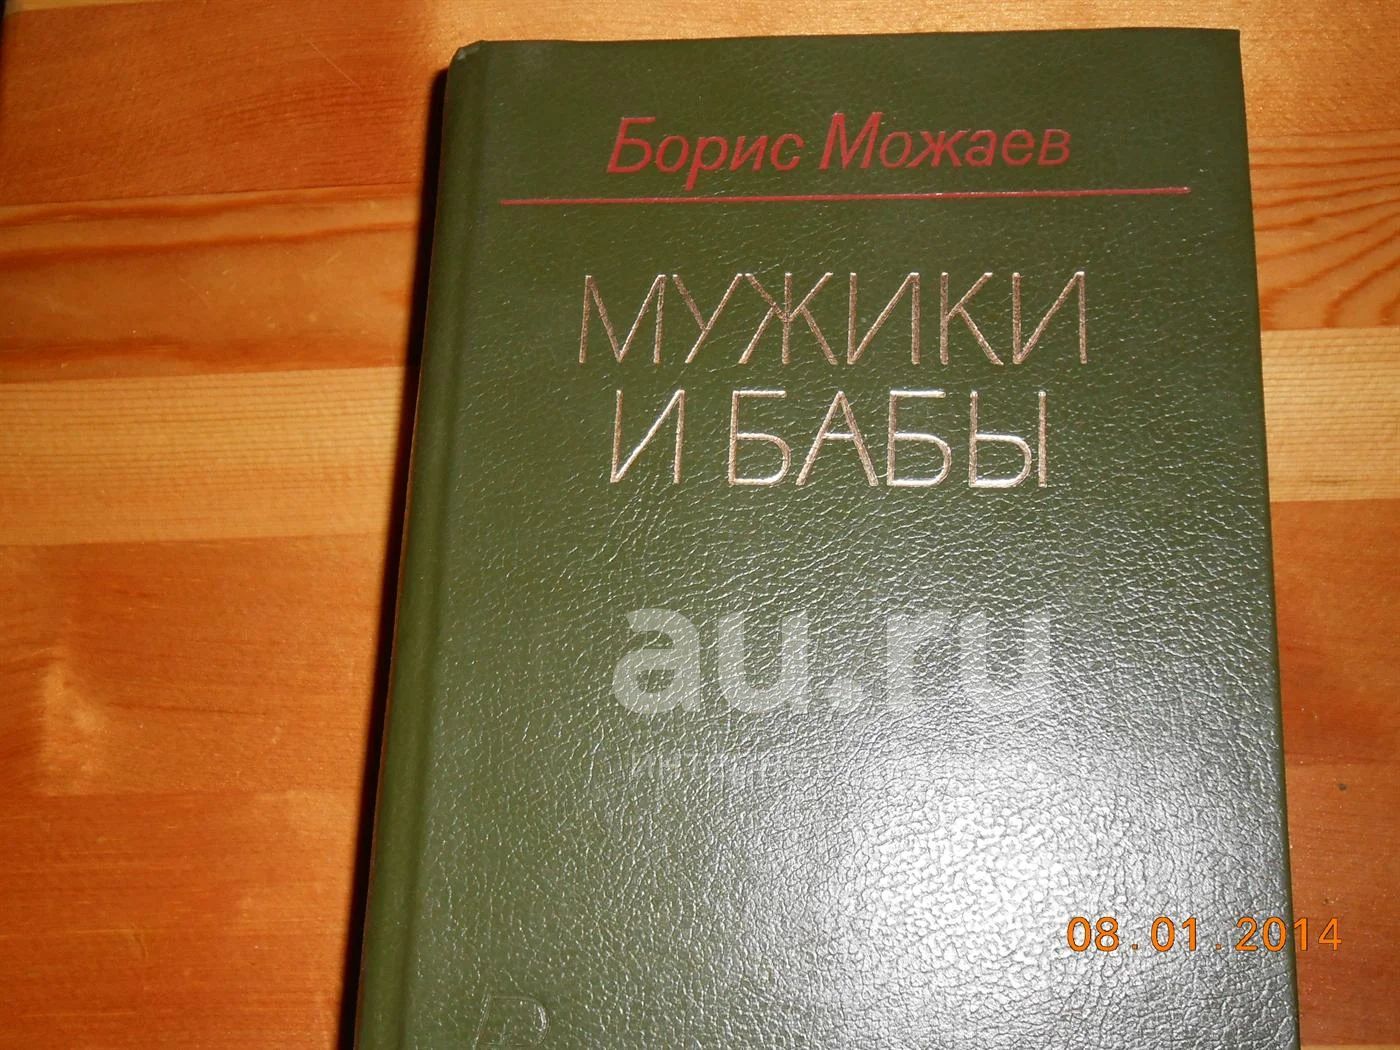 Борис Можаев
МУЖИКИ
И БАБЫ
au.ru
08.01.2014